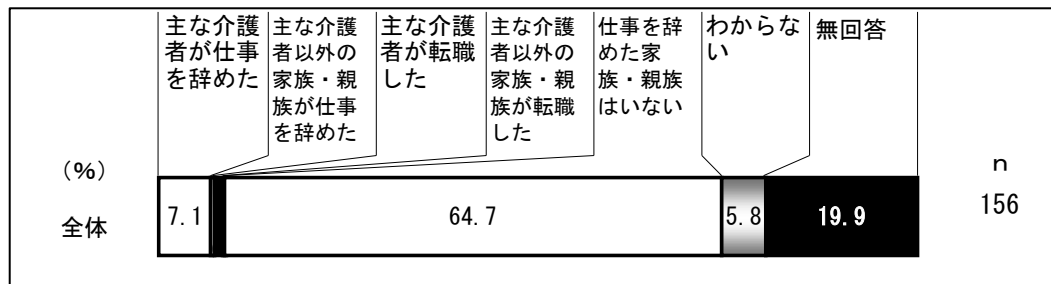 主な介護
者が仕事
を辞めた
主な介護
者以外の
家族・親
族が仕事
を辞めた
主な介護
者が転職
した
主な介護
者以外の
家族・親
族が転職
した
仕事を辞
めた家
族・親族
はいない
わからな
い
無回答
(%)
n
全体
7.1
64.7
5.8
19.9
156